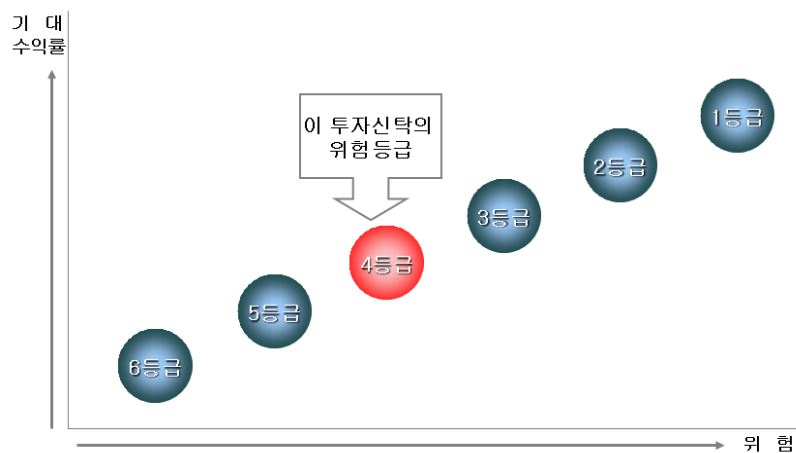 기 대
수익률
이 투자신탁의
위험등급
1등급
2등급
3등급
4등급
5등급
6등급
위 험